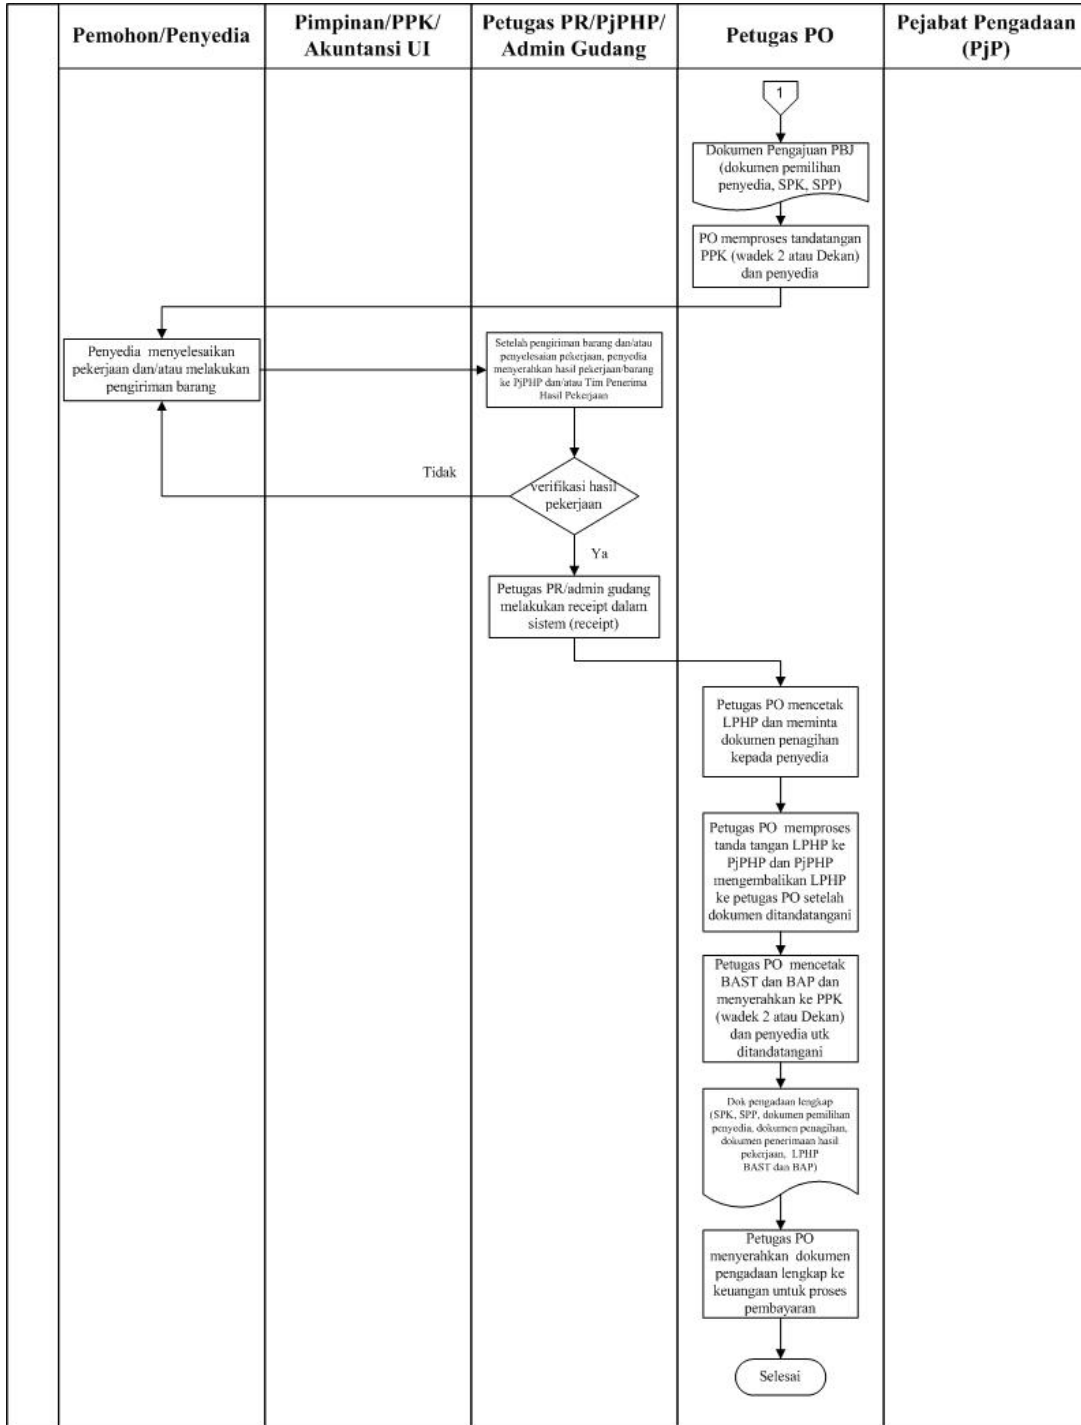 Pemohon/Penyedia
Pimpinan/PPK/
Akuntansi UI
Petugas PR/PjPHP/
Admin Gudang
Petugas PO
Pejabat Pengadaan
(PjP)
1
Dokumen Pengajuan PBJ
(dokumen pemilihan
penyedia, SPK, SPP)
PO memproses tandatangan
PPK (wadek 2 atau Dekan)
dan penyedia
Penyedia menyelesaikan
pekerjaan dan/atau melakukan
pengiriman barang
Setelah pengiriman barang dan/atau
penyelesaian pekerjaan, penyedia
menyerahkan hasil pekerjaan/barang
ke PjPHP dan/atau Tim Penerima
Hasil Pekerjaan
Tidak
verifikasi hasil
pekerjaan
Ya
Petugas PR/admin gudang
melakukan receipt dalam
sistem (receipt)
Petugas PO mencetak
LPHP dan meminta
dokumen penagihan
kepada penyedia
Petugas PO memproses
tanda tangan LPHP ke
PjPHP dan PjPHP
mengembalikan LPHP
ke petugas PO setelah
dokumen ditandatangani
Petugas PO mencetak
BAST dan BAP dan
menyerahkan ke PPK
(wadek 2 atau Dekan)
dan penyedia utk
ditandatangani
Dok pengadaan lengkap
(SPK, SPP, dokumen pemilihan
penyedia, dokumen penagihan,
dokumen penerimaan hasil
pekerjaan, LPHP
BAST dan BAP)
Petugas PO
menyerahkan dokumen
pengadaan lengkap ke
keuangan untuk proses
pembayaran
Selesai